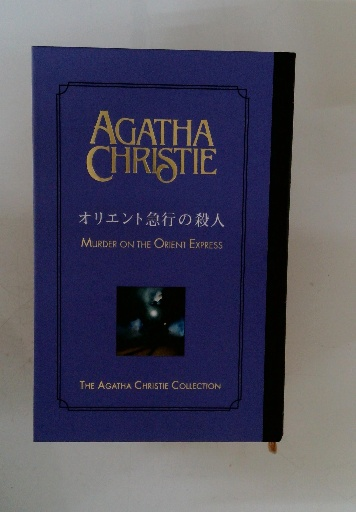 AGATHA
CHRISTIE
オリエント急行の殺人
MURDER ON THE ORIENT EXPRESS
THE AGATHA CHRISTIE COLLECTION